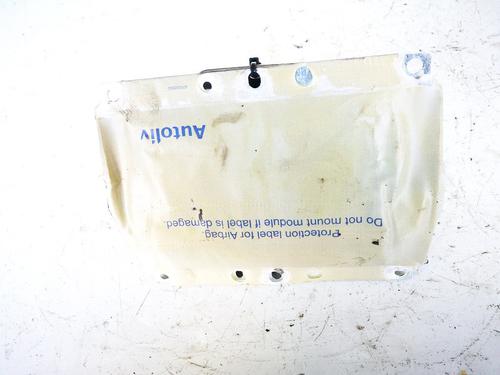 Autoliv
Protection label for Airbag.
Do not mount module if label is damaged.